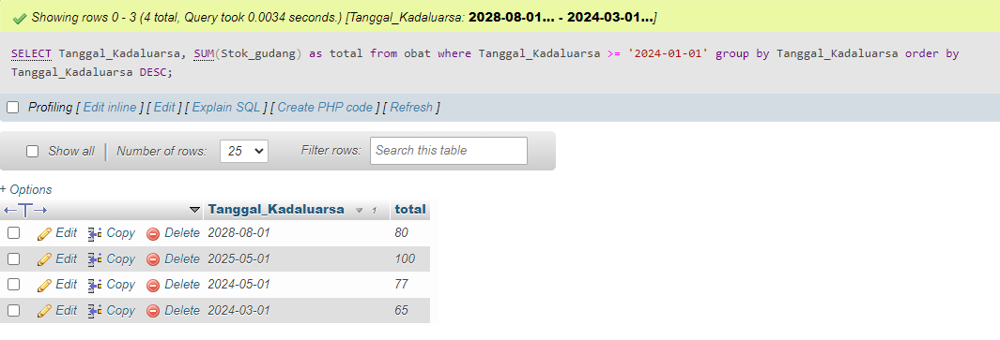 Showing rows 0 - 3 (4 total, Query took 0.0034 seconds.) [Tanggal_Kadaluarsa: 2028-08-01... - 2024-03-01...]
SELECT Tanggal_Kadaluarsa, SUM(Stok_gudang) as total from obat where Tanggal_Kadaluarsa >= '2024-01-01' group by Tanggal_Kadaluarsa order by
Tanggal_Kadaluarsa DESC;
Profiling [ Edit inline ] [ Edit ] [ Explain SQL ] [ Create PHP code ] [ Refresh ]
Show all | Number of rows: 25 Filter rows: Search this table
+ Options
←T→ Tanggal_Kadaluarsa 1 total
Edit Copy Delete 2028-08-01 80
Edit Copy Delete 2025-05-01 100
Edit Copy Delete 2024-05-01 77
Edit Copy Delete 2024-03-01 65